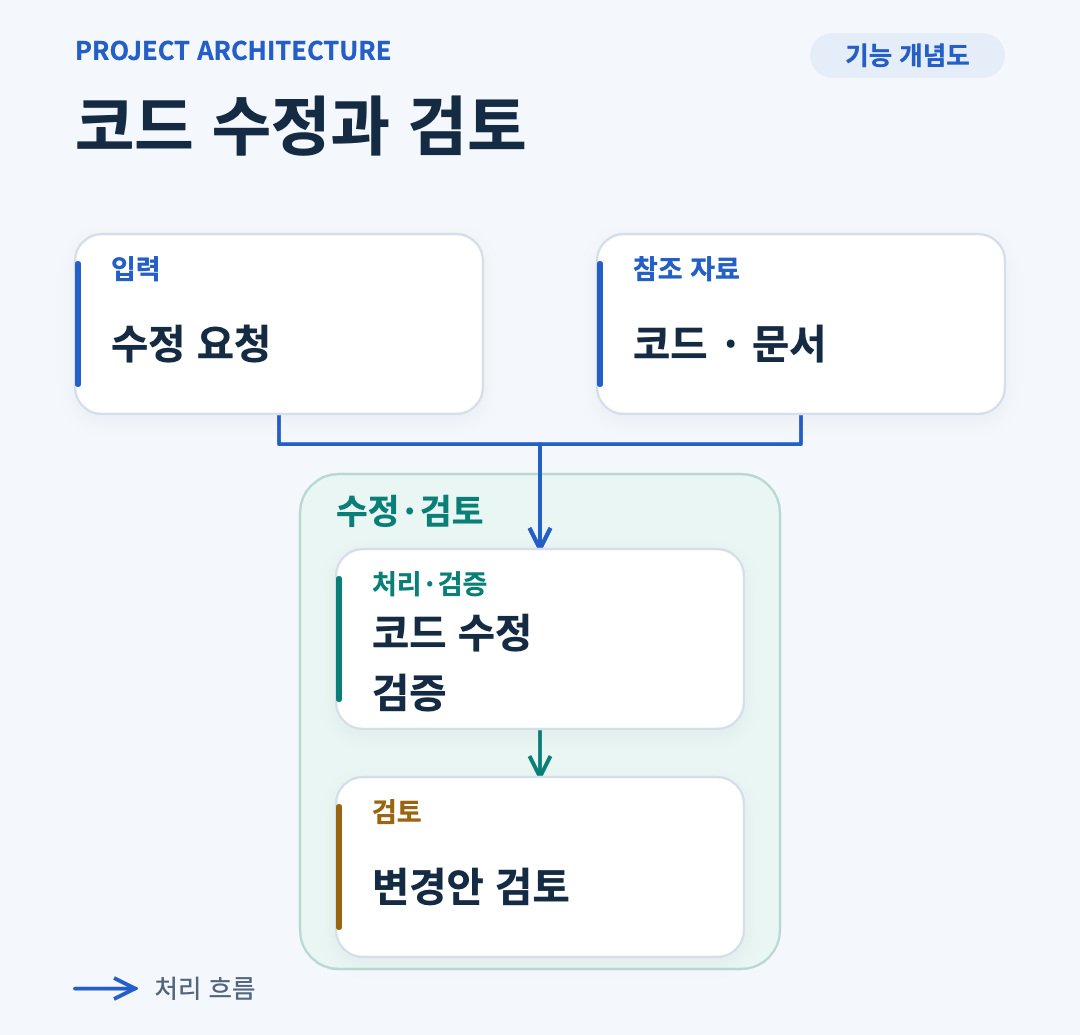 PROJECT ARCHITECTURE
기능 개념도
코드 수정과 검토
입력
수정 요청
참조 자료
코드 · 문서
수정·검토
처리·검증
코드 수정
검증
검토
변경안 검토
처리 흐름